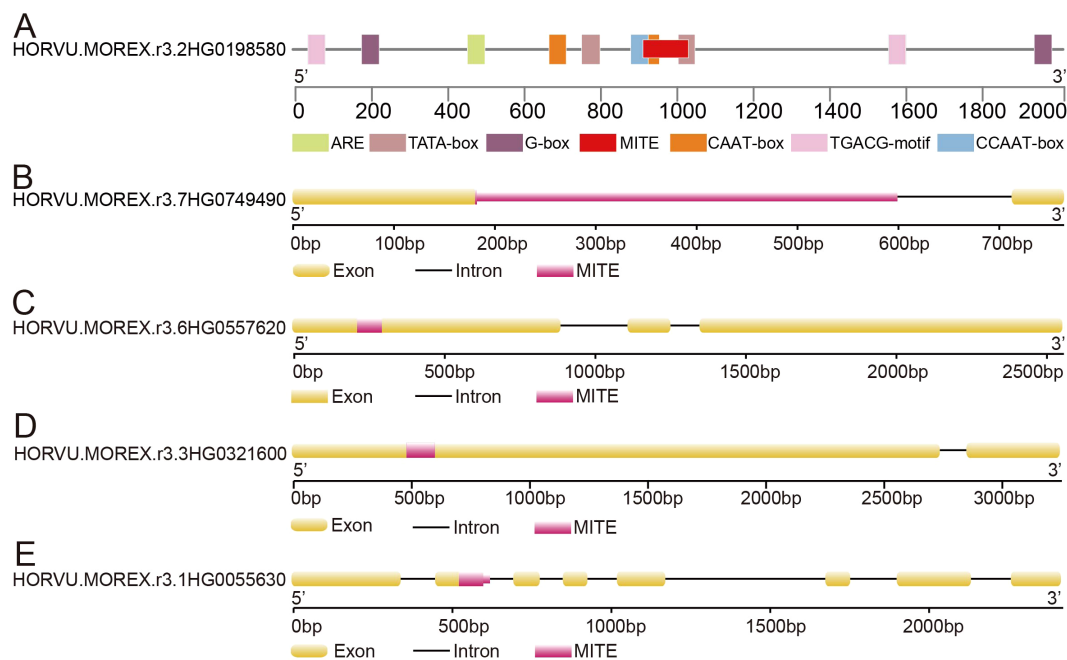 A
HORVU.MOREX.r3.2HG0198580
5’ 3’
0 200 400 600 800 1000 1200 1400 1600 1800 2000
ARE TATA-box G-box MITE CAAT-box TGACG-motif CCAAT-box
B
HORVU.MOREX.r3.7HG0749490
5’ 3’
0bp 100bp 200bp 300bp 400bp 500bp 600bp 700bp
Exon Intron MITE
C
HORVU.MOREX.r3.6HG0557620
5’ 3’
0bp 500bp 1000bp 1500bp 2000bp 2500bp
Exon Intron MITE
D
HORVU.MOREX.r3.3HG0321600
5’ 3’
0bp 500bp 1000bp 1500bp 2000bp 2500bp 3000bp
Exon Intron MITE
E
HORVU.MOREX.r3.1HG0055630
5’ 3’
0bp 500bp 1000bp 1500bp 2000bp
Exon Intron MITE